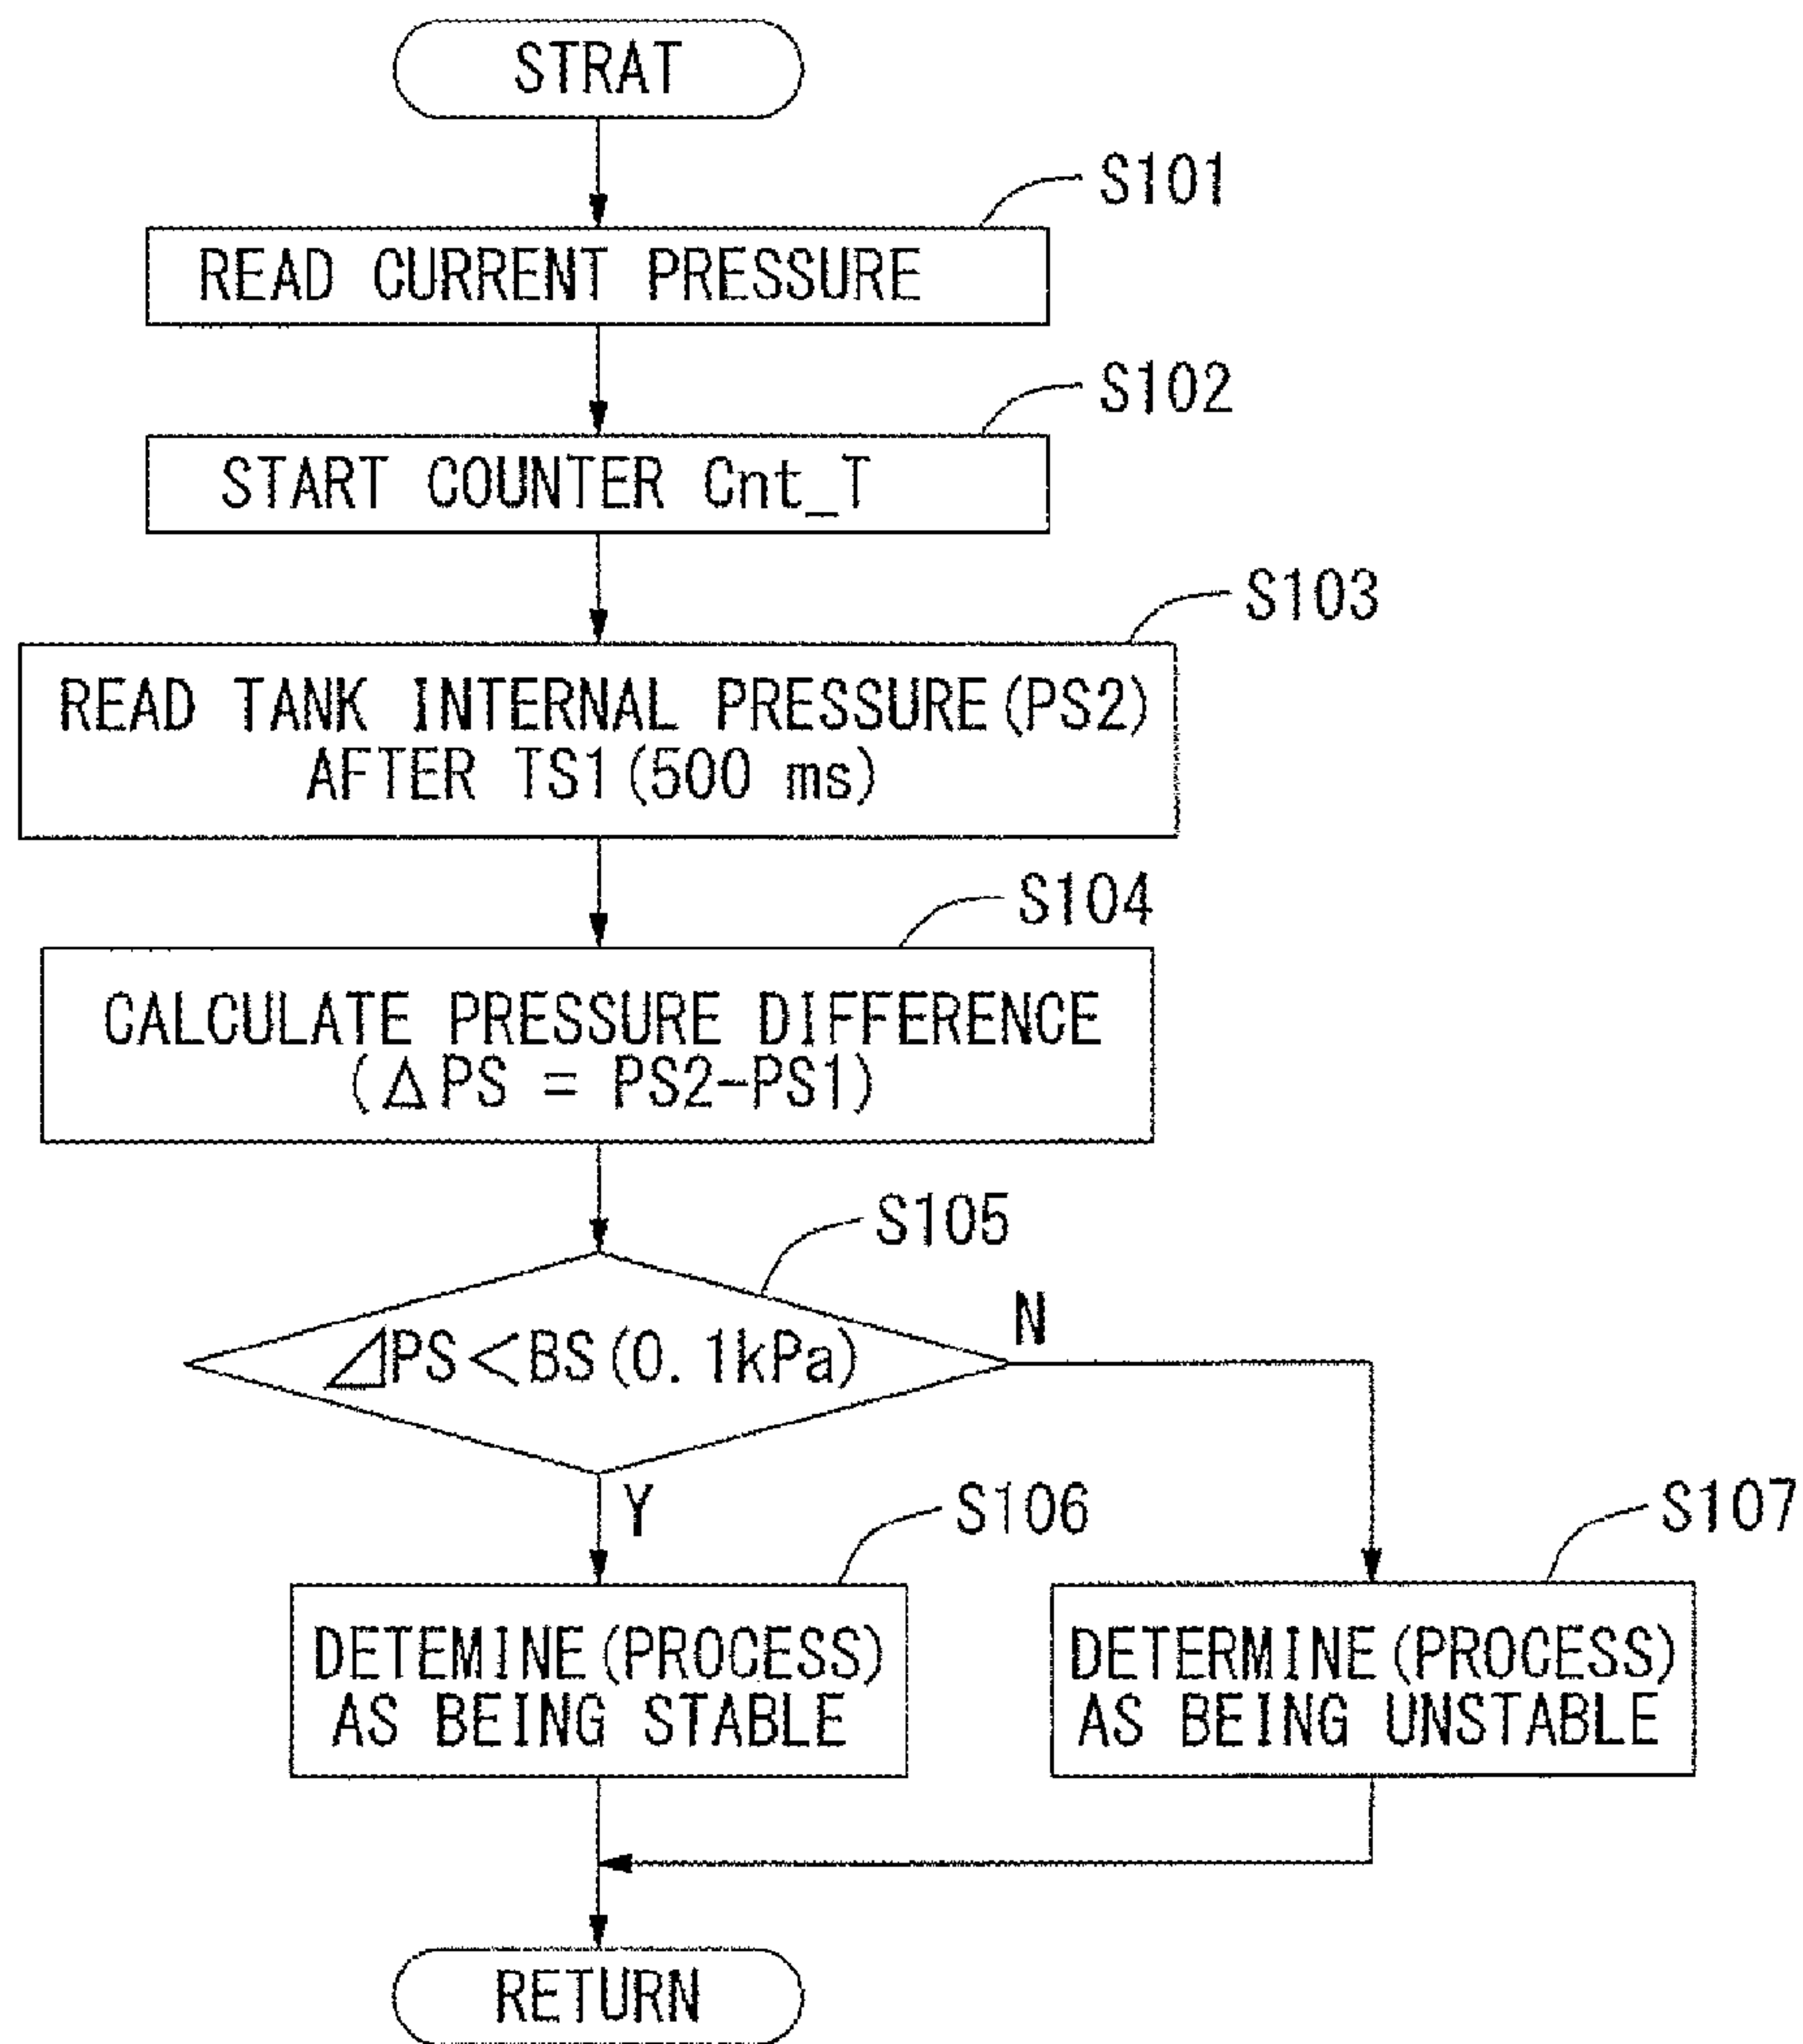 STRAT
S101
READ CURRENT PRESSURE
S102
START COUNTER Cnt_T
S103
READ TANK INTERNAL PRESSURE(PS2)
AFTER TS1(500 ms)
S104
CALCULATE PRESSURE DIFFERENCE
(ΔPS = PS2-PS1)
S105
⊿PS<BS(0.1kPa)
N
Y
S106
DETEMINE(PROCESS)
AS BEING STABLE
S107
DETERMINE(PROCESS)
AS BEING UNSTABLE
RETURN